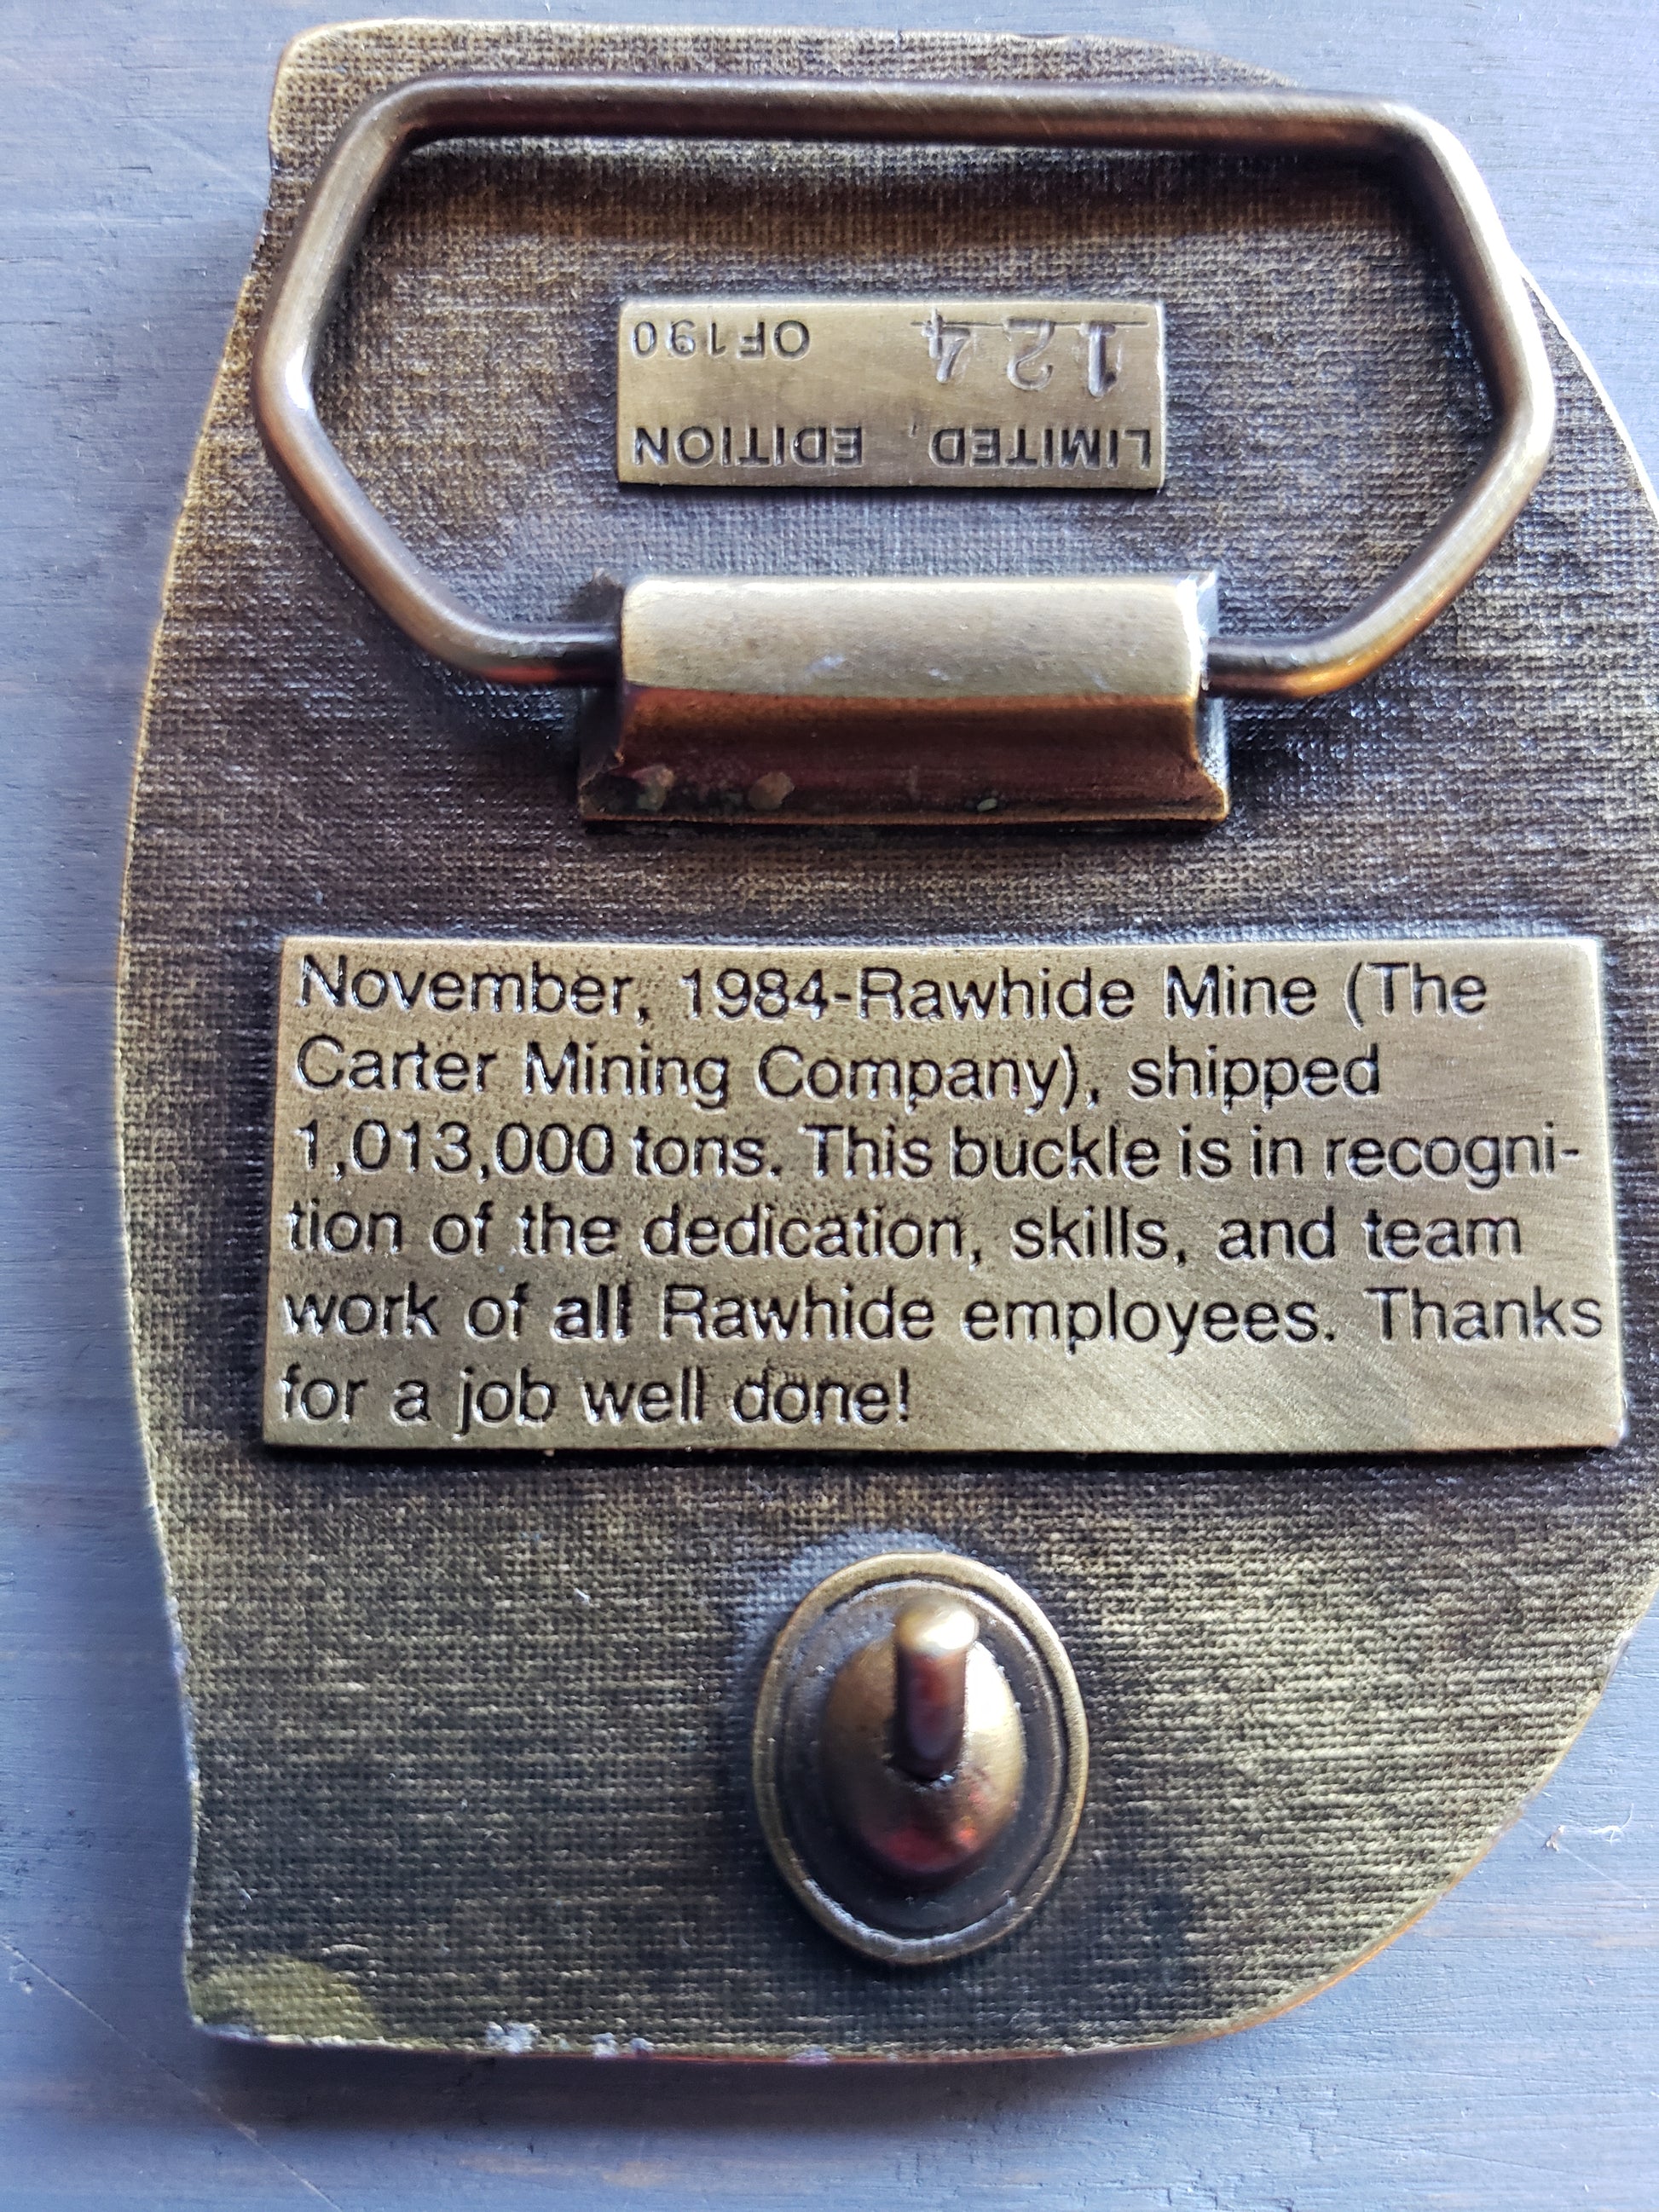 LIMITED, EDITION
124 OF190
November, 1984-Rawhide Mine (The
Carter Mining Company), shipped
1,013,000 tons. This buckle is in recogni-
tion of the dedication, skills, and team
work of all Rawhide employees. Thanks
for a job well done!